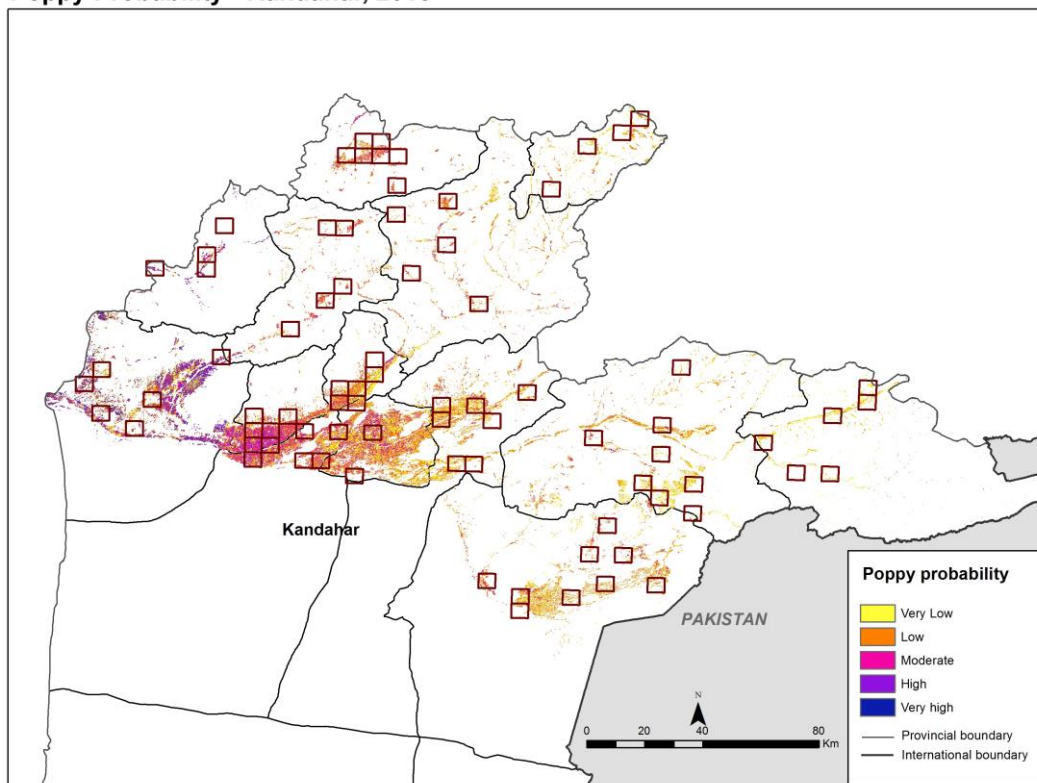 Kandahar
PAKISTAN
Poppy probability
Very Low
Low
Moderate
High
Very high
Provincial boundary
International boundary
N
0 20 40 80
Km